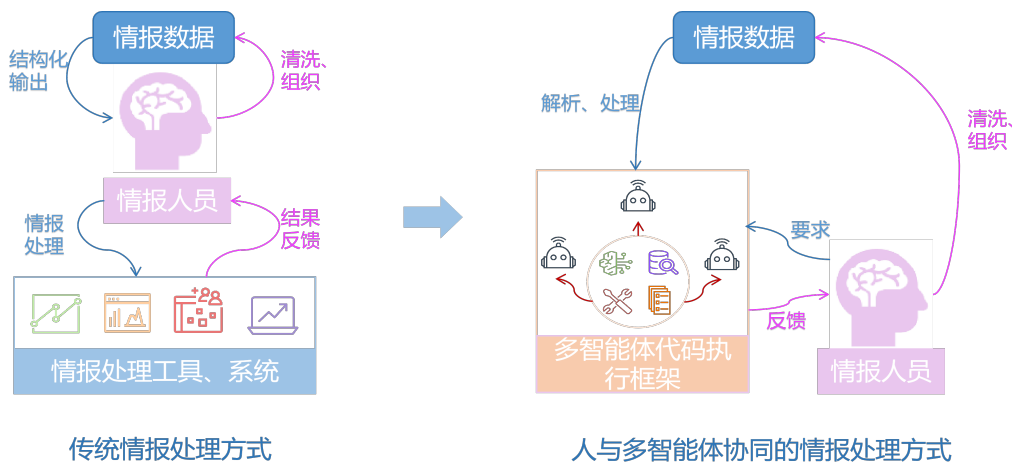 情报数据
结构化
输出
清洗、
组织
情报人员
情报
处理
结果
反馈
情报处理工具、系统
传统情报处理方式
情报数据
解析、处理
清洗、
组织
要求
反馈
情报人员
多智能体代码执
行框架
人与多智能体协同的情报处理方式